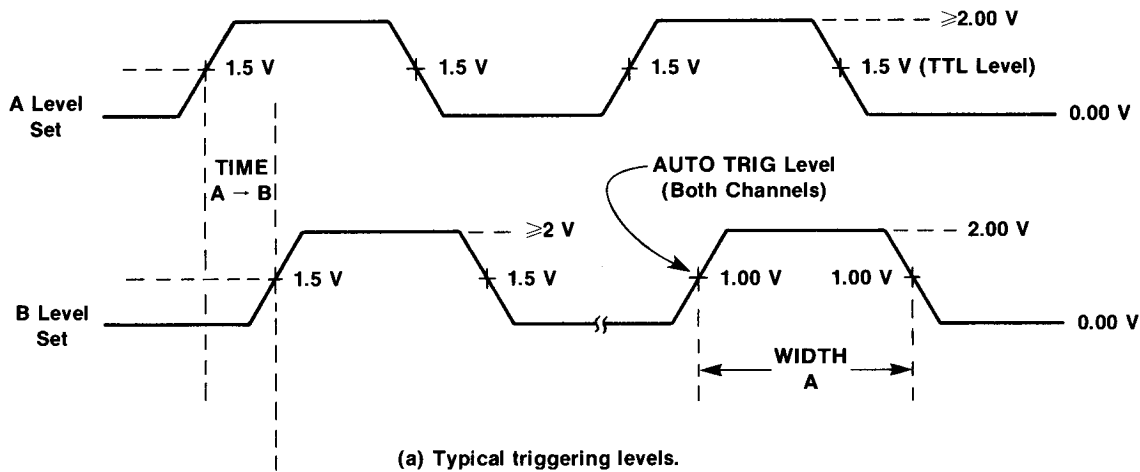 ≥2.00 V
1.5 V
1.5 V
1.5 V
1.5 V (TTL Level)
A Level
Set
0.00 V
TIME
A → B
AUTO TRIG Level
(Both Channels)
≥2 V
2.00 V
1.5 V
1.5 V
1.00 V
1.00 V
B Level
Set
0.00 V
WIDTH
A
(a) Typical triggering levels.